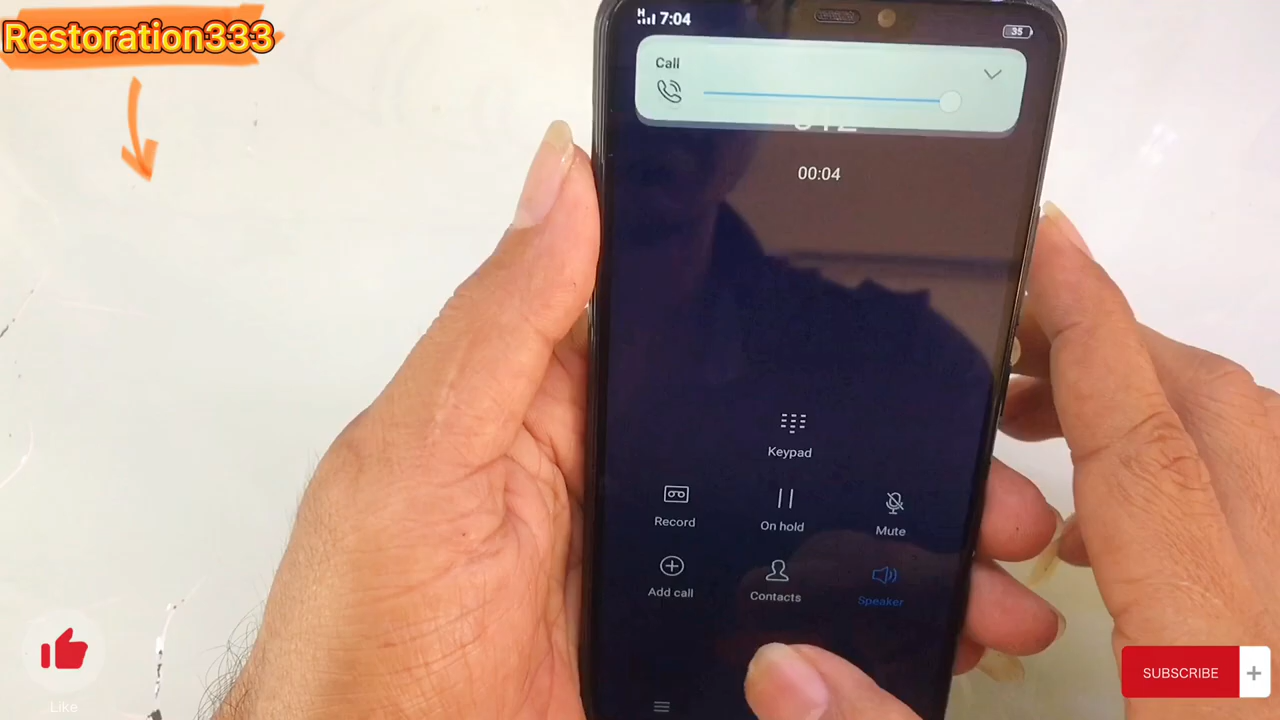 Restoration333
H 7:04
35
Call
00:04
Keypad
Record
On hold
Mute
Add call
Contacts
Speaker
Like
SUBSCRIBE +